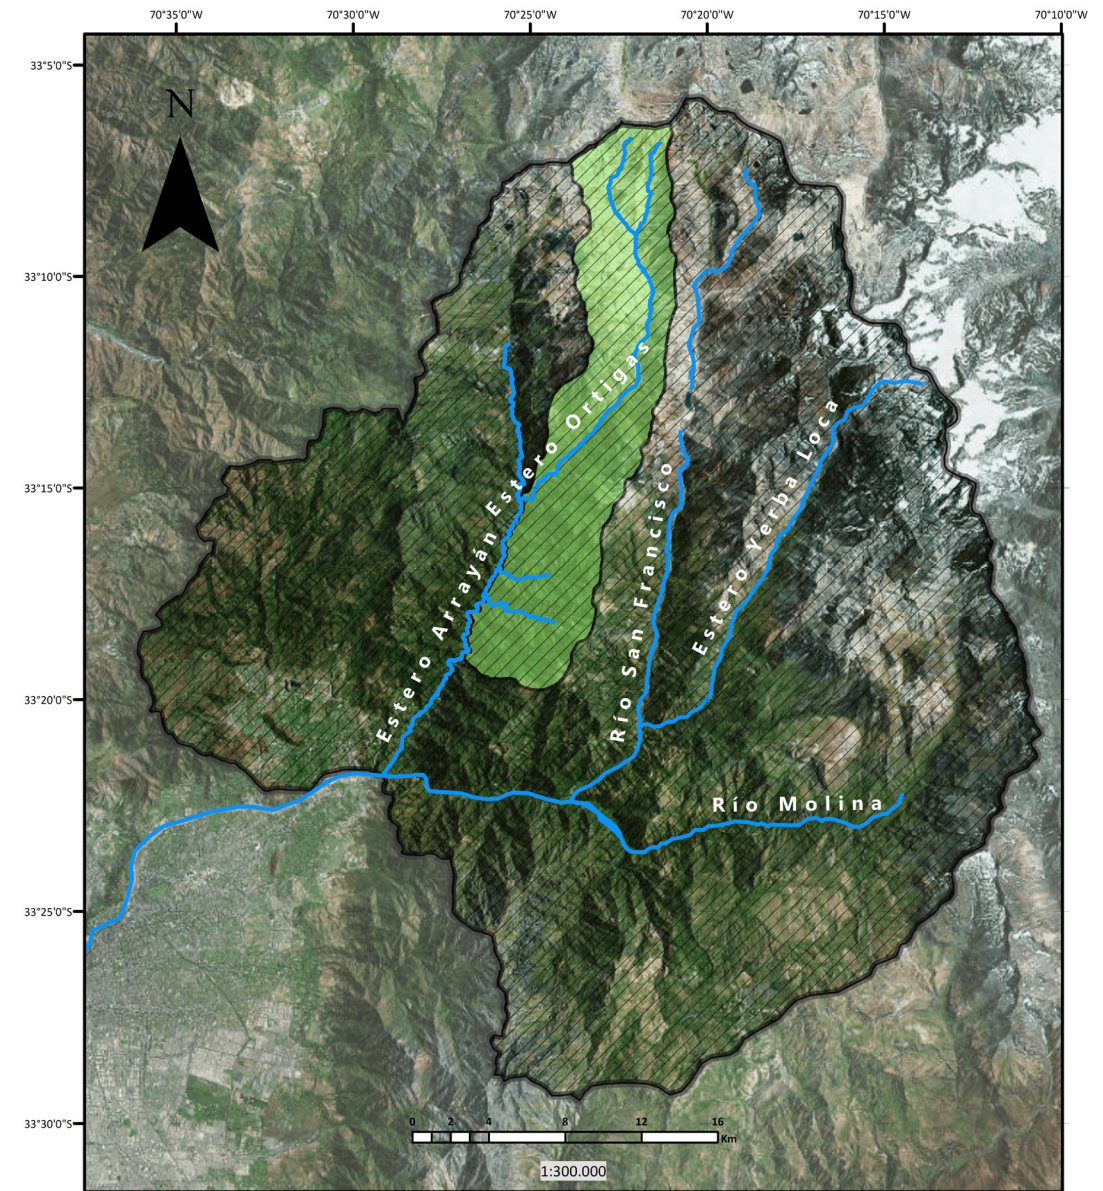 70°35'0"W 70°30'0"W 70°25'0"W 70°20'0"W 70°15'0"W 70°10'0"W
33°5'0"S
N
33°10'0"S
33°15'0"S
33°20'0"S
33°25'0"S
33°30'0"S
Estero Ortigas
Estero Arrayán
Río San Francisco
Estero Yerba Loca
Río Molina
0 2 4 8 12 16
Km
1:300.000